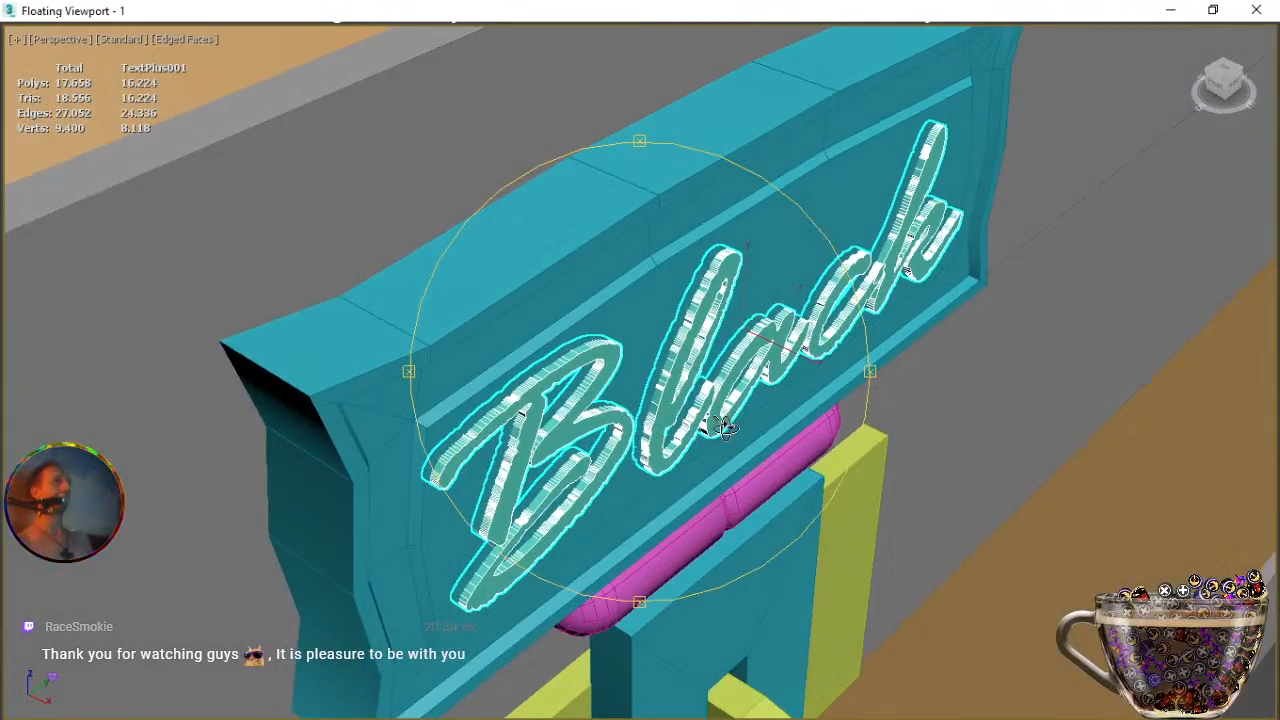 Floating Viewport - 1
[+] [Perspective] [Standard] [Edged Faces]
Total TextPlus001
Polys: 17.658 16.224
Tris: 18.556 16.224
Edges: 27.052 24.336
Verts: 9.400 8.118
Black
RaceSmokie
Thank you for watching guys , It is pleasure to be with you